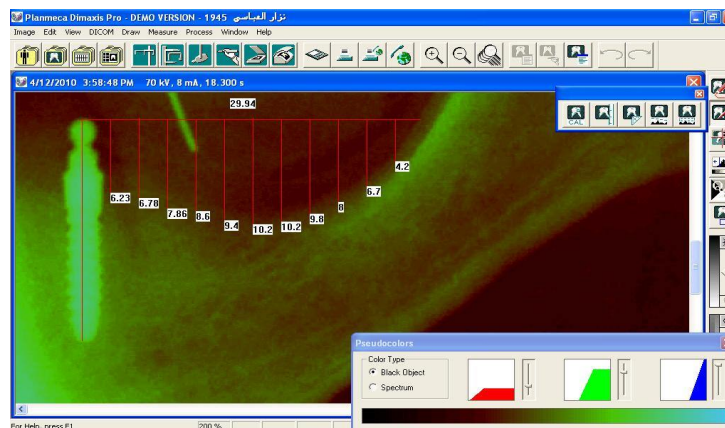 Planmeca Dimaxis Pro - DEMO VERSION - 1945 نزار العباسي
Image Edit View DICOM Draw Measure Process Window Help
4/12/2010 3:58:48 PM 70 kV, 8 mA, 18.300 s
CAL
29.94
4.2
6.23
6.78
7.86
8.6
9.4
10.2
10.2
9.8
8
6.7
Pseudocolors
Color Type
Black Object
Spectrum
For Help, press F1
200 %